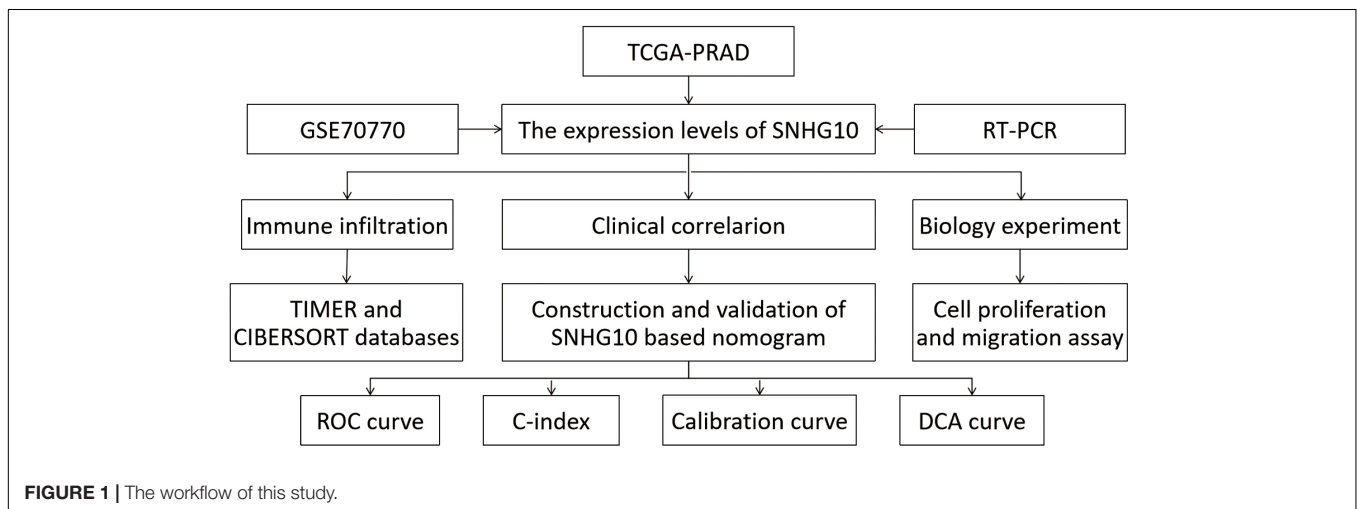 TCGA-PRAD
GSE70770
The expression levels of SNHG10
RT-PCR
Immune infiltration
Clinical correlarion
Biology experiment
TIMER and
CIBERSORT databases
Construction and validation of
SNHG10 based nomogram
Cell proliferation
and migration assay
ROC curve
C-index
Calibration curve
DCA curve
FIGURE 1 | The workflow of this study.